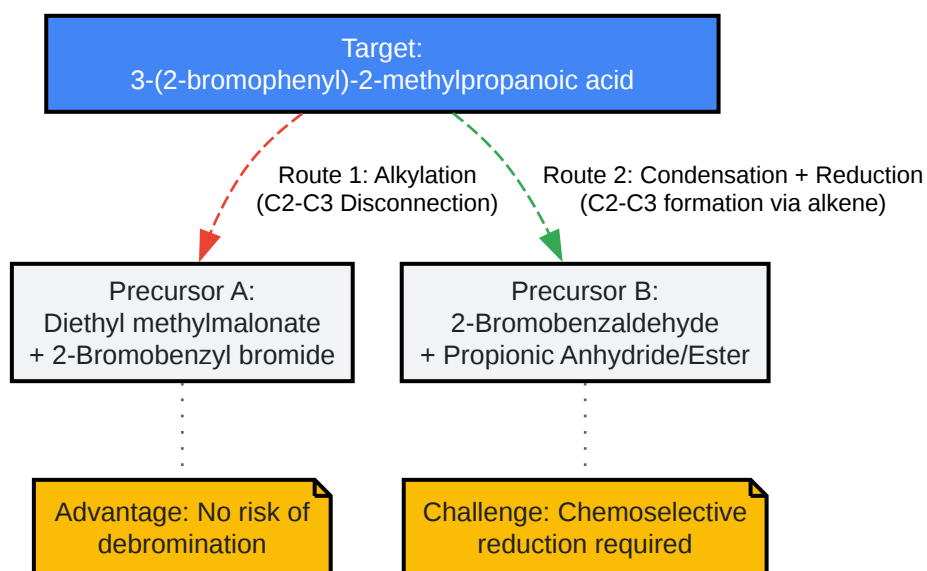 Target:
3-(2-bromophenyl)-2-methylpropanoic acid
Route 1: Alkylation
(C2-C3 Disconnection)
Route 2: Condensation + Reduction
(C2-C3 formation via alkene)
Precursor A:
Diethyl methylmalonate
+ 2-Bromobenzyl bromide
Precursor B:
2-Bromobenzaldehyde
+ Propionic Anhydride/Ester
Advantage: No risk of
debromination
Challenge: Chemoselective
reduction required